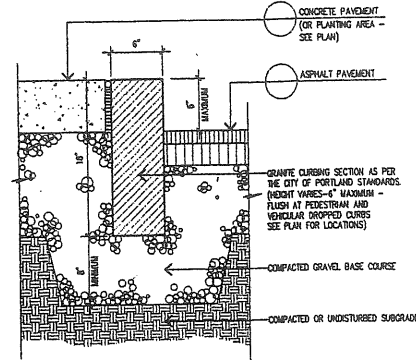 CONCRETE PAVEMENT
(OR PLANTING AREA -
SEE PLAN)
6"
ASPHALT PAVEMENT
6"
MAXIMUM
18"
GRANITE CURBING SECTION AS PER
THE CITY OF PORTLAND STANDARDS.
(HEIGHT VARIES-6" MAXIMUM -
FLUSH AT PEDESTRIAN AND
VEHICULAR DROPPED CURBS
SEE PLAN FOR LOCATIONS)
8"
MINIMUM
COMPACTED GRAVEL BASE COURSE
COMPACTED OR UNDISTURBED SUBGRAD